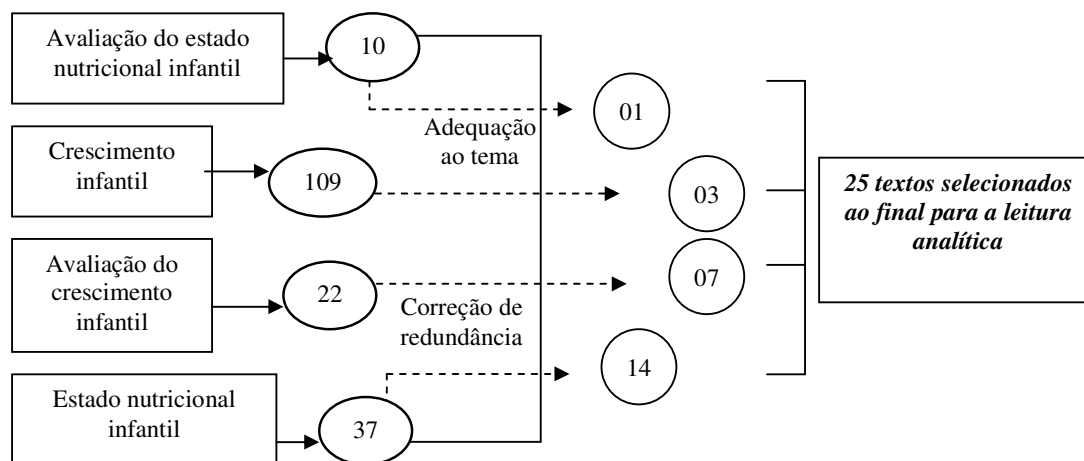 Avaliação do estado
nutricional infantil
10
Adequação
ao tema
01
Crescimento
infantil
109
03
25 textos selecionados
ao final para a leitura
analítica
Avaliação do
crescimento
infantil
22
Correção de
redundância
07
Estado nutricional
infantil
37
14